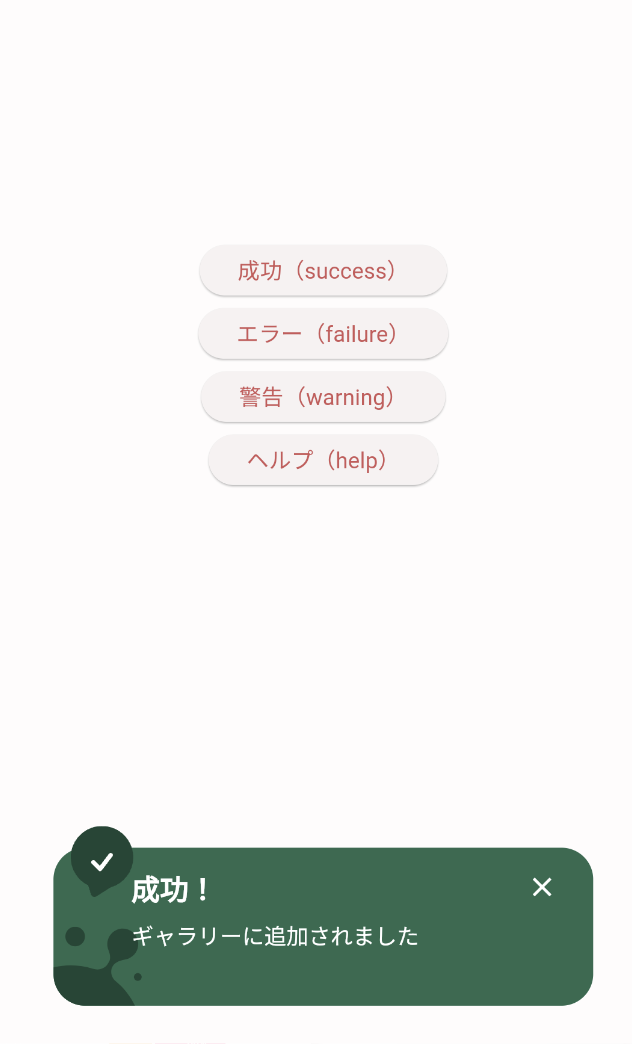 成功（success）
エラー（failure）
警告（warning）
ヘルプ（help）
成功！
ギャラリーに追加されました